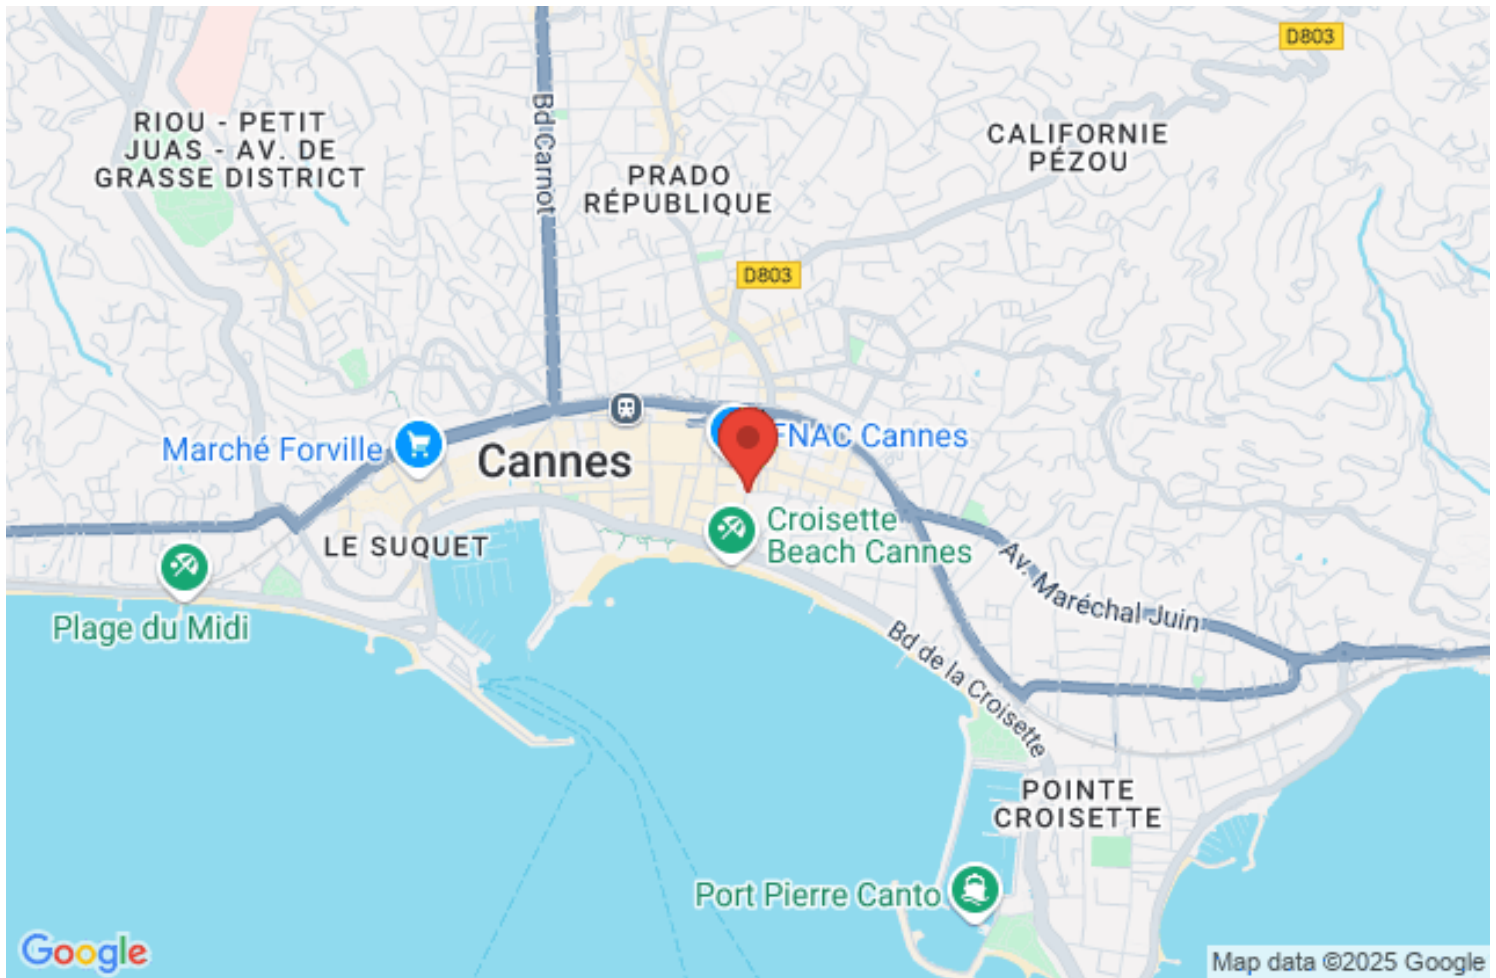 D803
RIOU - PETIT
JUAS - AV. DE
GRASSE DISTRICT
Bd Carnot
CALIFORNIE
PÉZOU
PRADO
RÉPUBLIQUE
D803
Marché Forville
Cannes
FNAC Cannes
LE SUQUET
Croisette
Beach Cannes
Plage du Midi
Av. Maréchal Juin
Bd de la Croisette
POINTE
CROISETTE
Port Pierre Canto
Google
Map data ©2025 Google